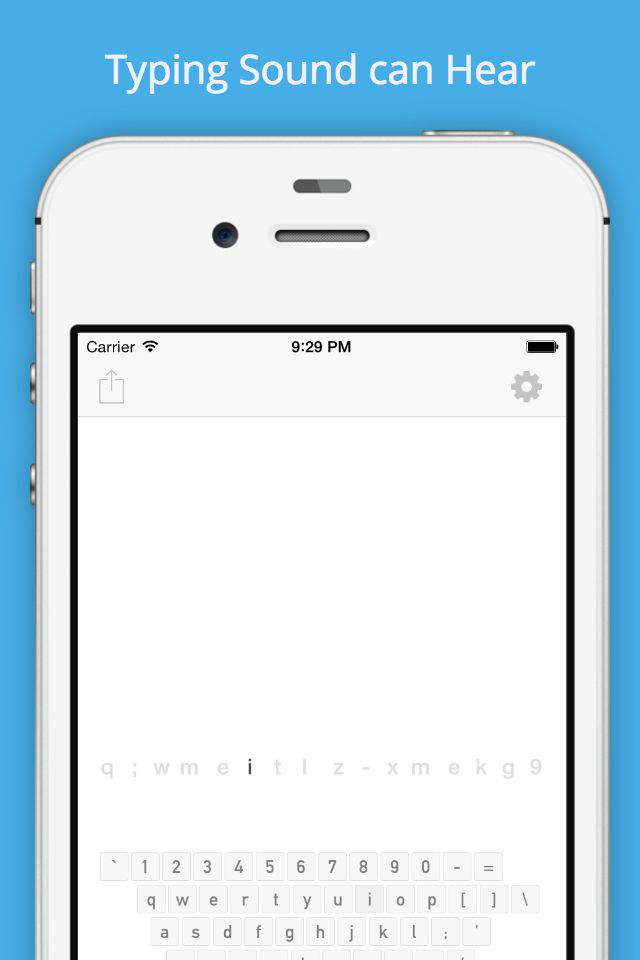 Typing Sound can Hear
Carrier 9:29 PM
q ; w m e i t l z - x m e k g 9
` 1 2 3 4 5 6 7 8 9 0 - =
q w e r t y u i o p [ ] \
a s d f g h j k l ; '